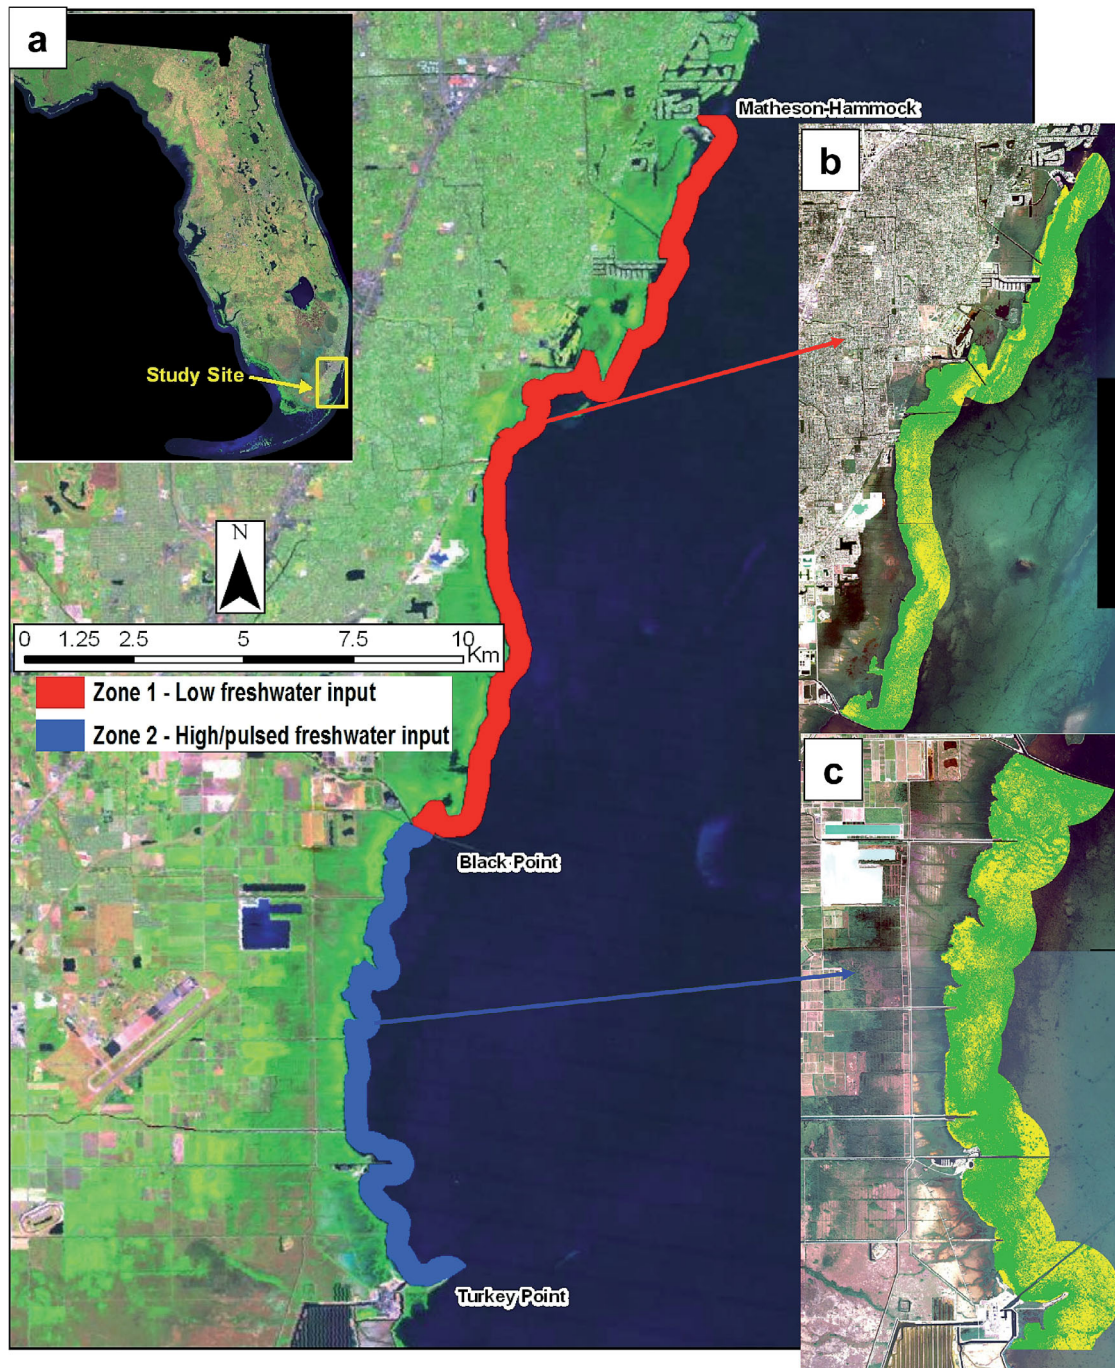 a
Matheson-Hammock
b
Study Site
N
0 1.25 2.5 5 7.5 10
Km
Zone 1 - Low freshwater input
Zone 2 - High/pulsed freshwater input
c
Black Point
Turkey Point